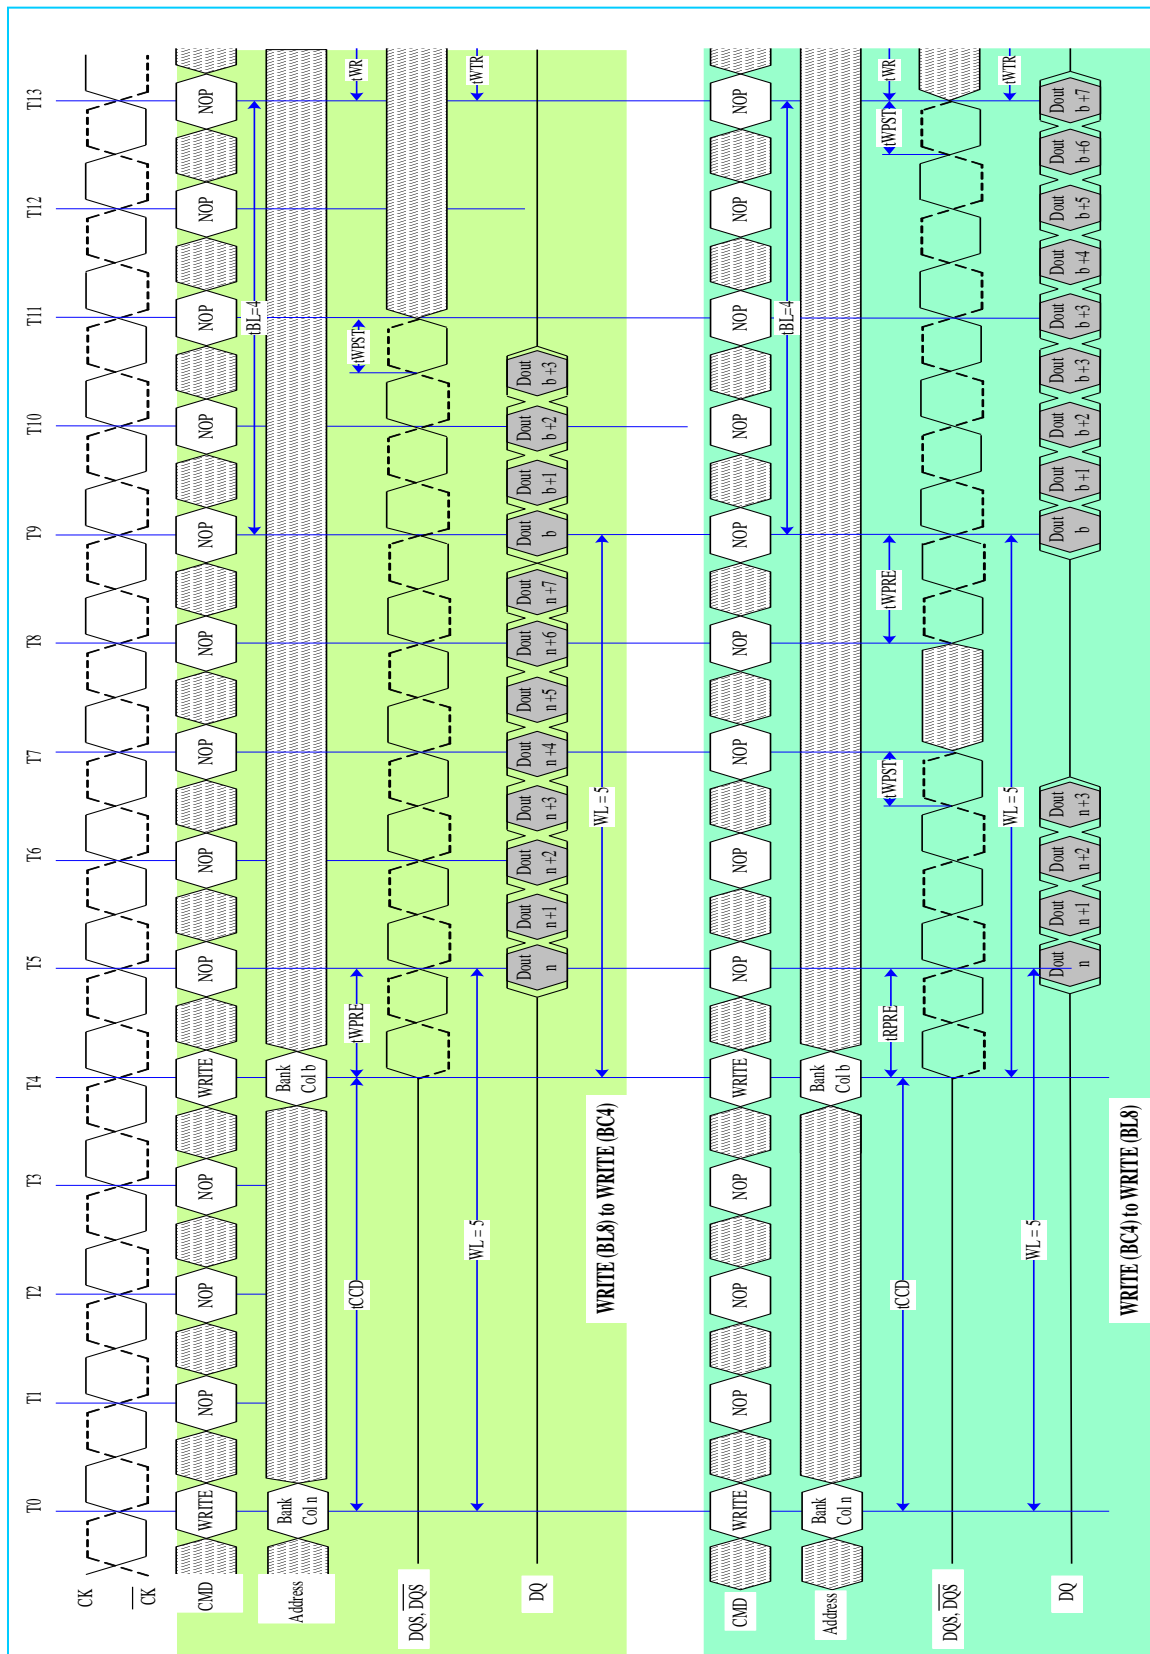 T0 T1 T2 T3 T4 T5 T6 T7 T8 T9 T10 T11 T12 T13
CK
CK
CMD WRITE NOP NOP NOP WRITE NOP NOP NOP NOP NOP NOP NOP NOP NOP
tBL=4
Address
Bank
Col n
Bank
Col b
tCCD tWPRE tWPST tWR
DQS, DQS
WL = 5 tWTR
DQ
Dout
n
Dout
n+1
Dout
n+2
Dout
n+3
Dout
n+4
Dout
n+5
Dout
n+6
Dout
n+7
Dout
b
Dout
b+1
Dout
b+2
Dout
b+3
WL = 5
WRITE (BL8) to WRITE (BC4)
CMD WRITE NOP NOP NOP WRITE NOP NOP NOP NOP NOP NOP NOP NOP NOP
tBL=4
Address
Bank
Col n
Bank
Col b
tCCD tRPRE tWPST tWPRE tWPST tWR
DQS, DQS
WL = 5 tWTR
WL = 5
DQ
Dout
n
Dout
n+1
Dout
n+2
Dout
n+3
Dout
b
Dout
b+1
Dout
b+2
Dout
b+3
Dout
b+3
Dout
b+4
Dout
b+5
Dout
b+6
Dout
b+7
WRITE (BC4) to WRITE (BL8)